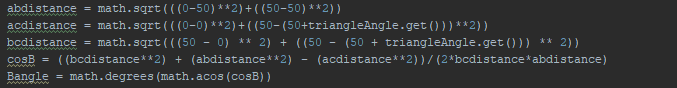 abdistance = math.sqrt(((0-50)**2)+((50-50)**2))
acdistance = math.sqrt(((0-0)**2)+((50-(50+triangleAngle.get()))**2))
bcdistance = math.sqrt(((50 - 0) ** 2) + ((50 - (50 + triangleAngle.get())) ** 2))
cosB = ((bcdistance**2) + (abdistance**2) - (acdistance**2))/(2*bcdistance*abdistance)
Bangle = math.degrees(math.acos(cosB))